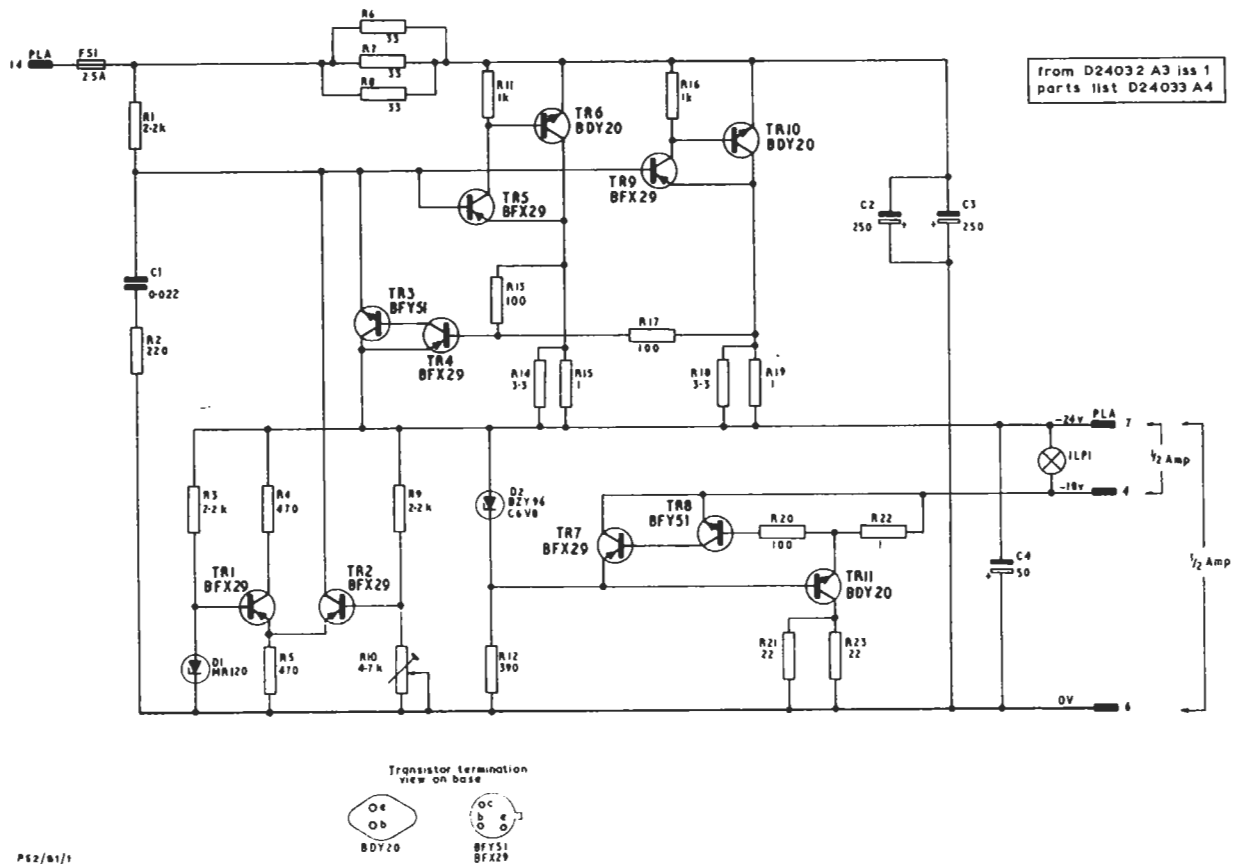 R6
33
R7
33
R8
33
14 PLA
FS1
25A
from D24032 A3 iss 1
parts list D24033 A4
R1
2·2k
R11
1k
TR6
BDY20
R16
1k
TR10
BDY20
TR5
BFX29
TR9
BFX29
C2
250
+
C3
+
250
C1
0·022
R2
220
TR3
BFY51
R13
100
TR4
BFX29
R17
100
R14
3·3
R15
1
R18
3·3
R19
1
-24v
PLA
7
ILP1
½ Amp
-18v
4
R3
2·2k
R4
470
R9
2·2k
D2
BZY96
C6V8
TR7
BFX29
TR8
BFY51
R20
100
R22
1
C4
50
+
½ Amp
TR1
BFX29
TR2
BFX29
TR11
BDY20
D1
MR120
R5
470
R10
4·7k
R12
390
R21
22
R23
22
0V
6
Transistor termination
view on base
e
b
BDY20
c
b
e
BFY51
BFX29
PS2/61/1